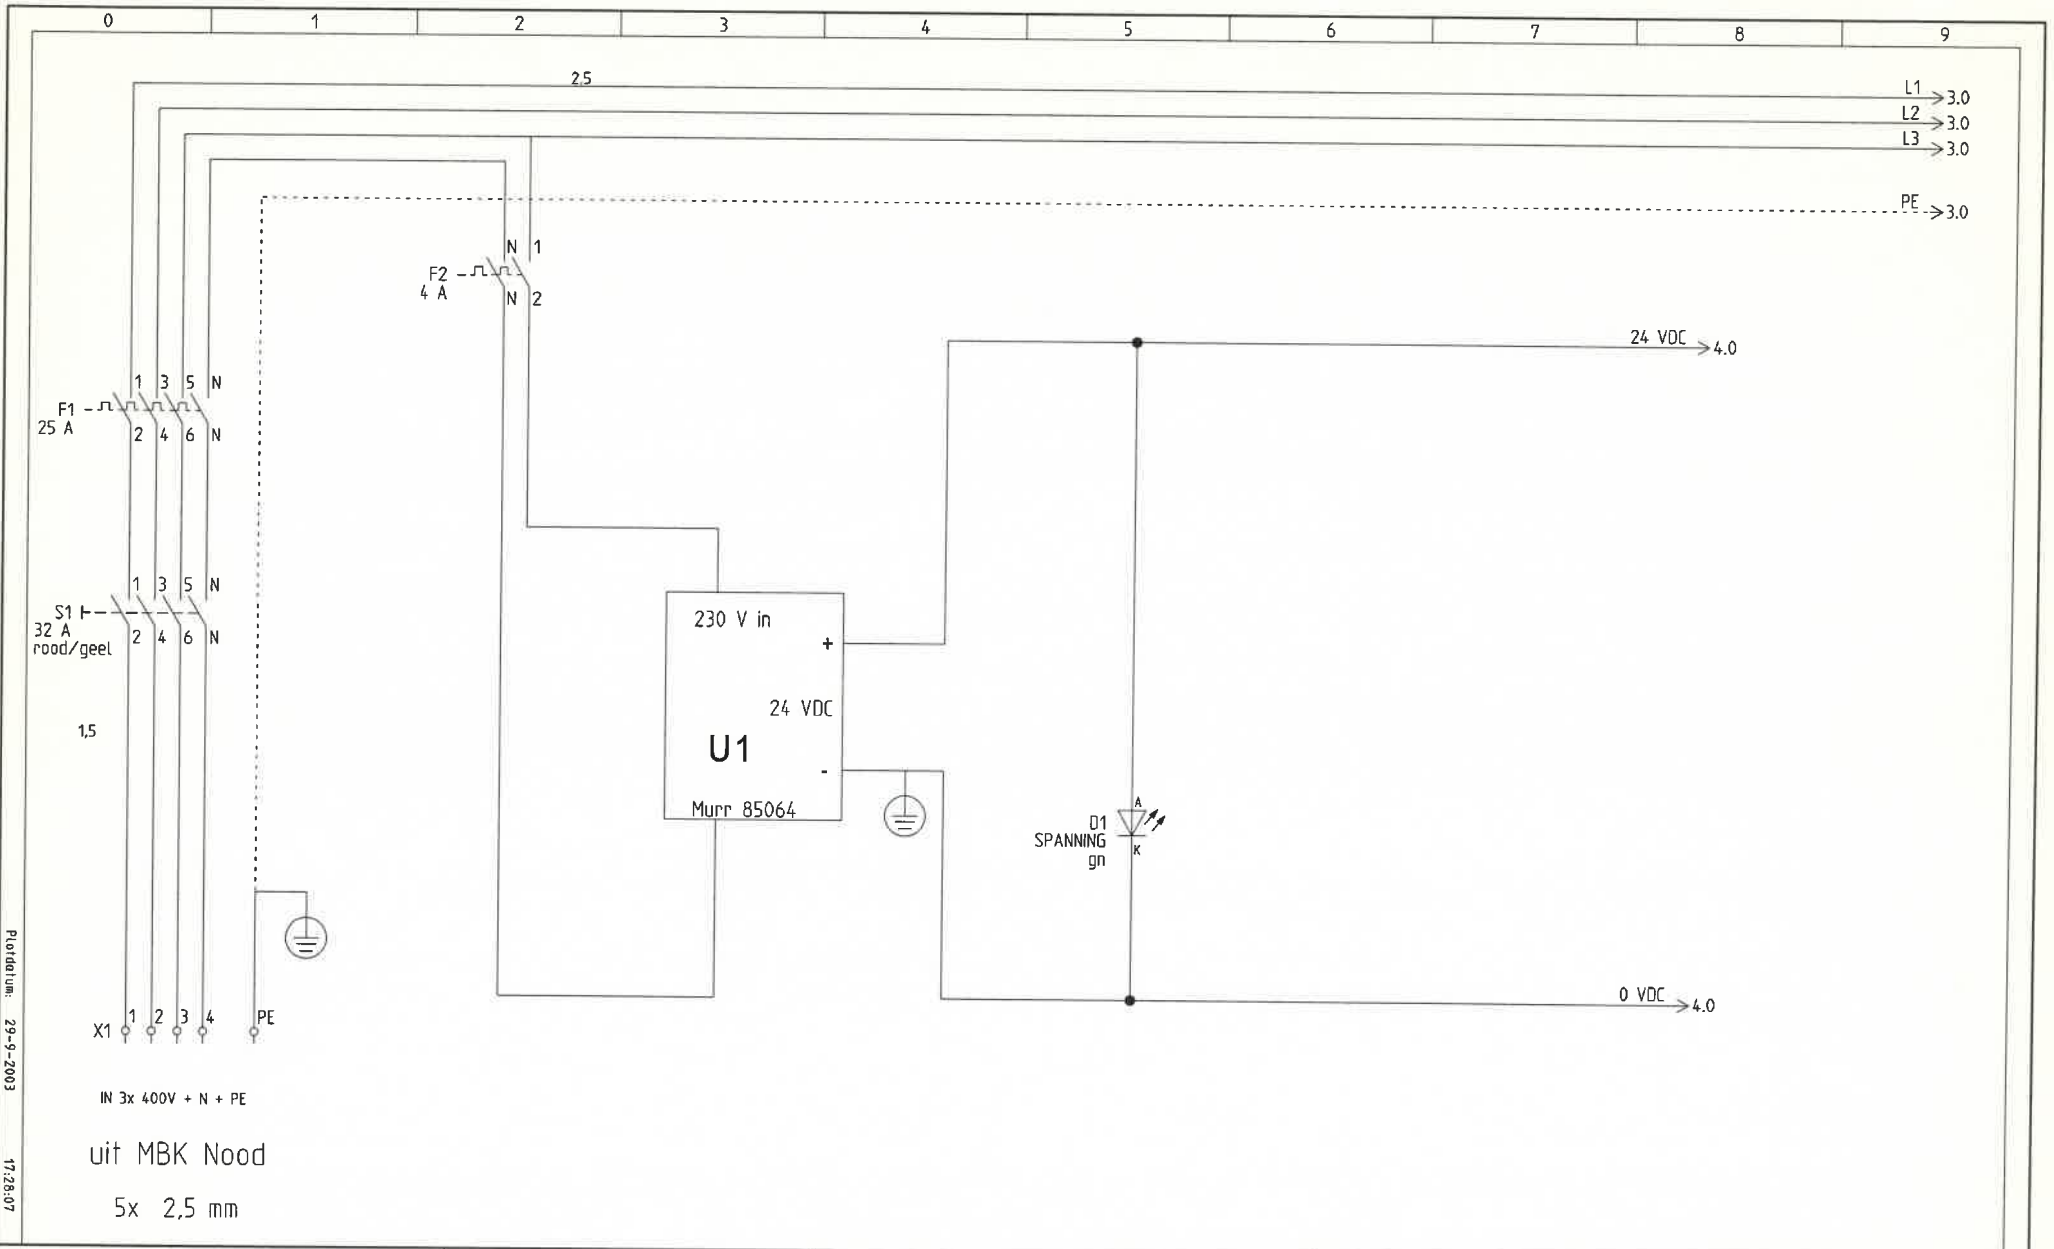 0 1 2 3 4 5 6 7 8 9
2,5
L1 3.0
L2 3.0
L3 3.0
PE 3.0
N 1
F2
4 A
N 2
24 VDC 4.0
1 3 5 N
F1
25 A
2 4 6 N
1 3 5 N
S1
32 A
rood/geel
2 4 6 N
1,5
230 V in
+
24 VDC
U1
-
Murr 85064
A
D1
SPANNING
gn
K
0 VDC 4.0
X1 1 2 3 4 PE
IN 3x 400V + N + PE
uit MBK Nood
5x 2,5 mm
Plotdatum: 29-9-2003 17:28:07